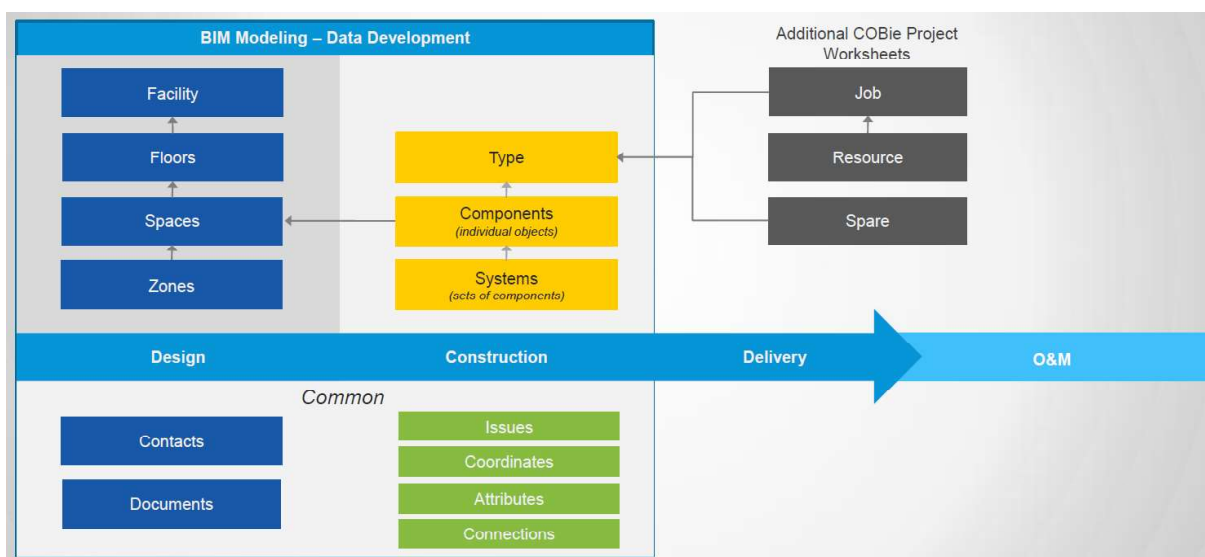 BIM Modeling – Data Development
Additional COBie Project
Worksheets
Facility
Floors
Spaces
Zones
Type
Components
(individual objects)
Systems
(sets of components)
Job
Resource
Spare
Design
Construction
Delivery
O&M
Common
Contacts
Documents
Issues
Coordinates
Attributes
Connections